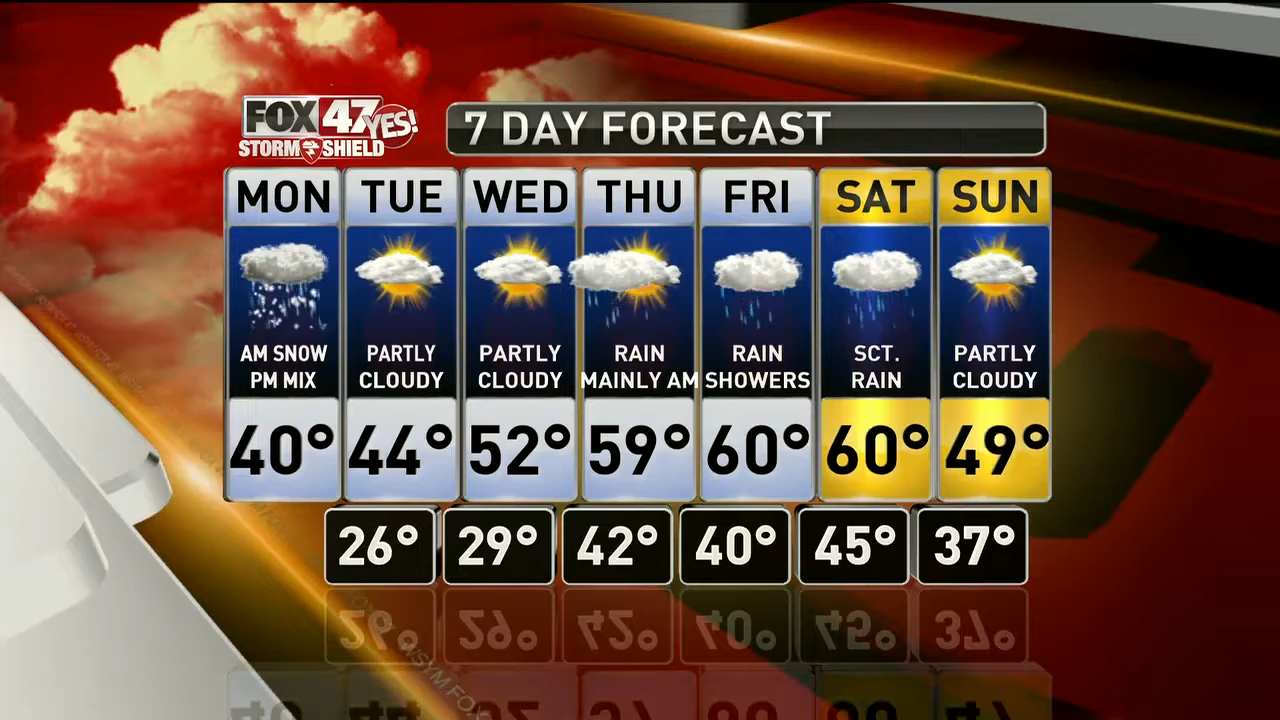 FOX 47 YES!
STORM SHIELD
7 DAY FORECAST
MON TUE WED THU FRI SAT SUN
AM SNOW PM MIX
PARTLY CLOUDY
PARTLY CLOUDY
RAIN MAINLY AM
RAIN SHOWERS
SCT. RAIN
PARTLY CLOUDY
40° 44° 52° 59° 60° 60° 49°
26° 29° 42° 40° 45° 37°